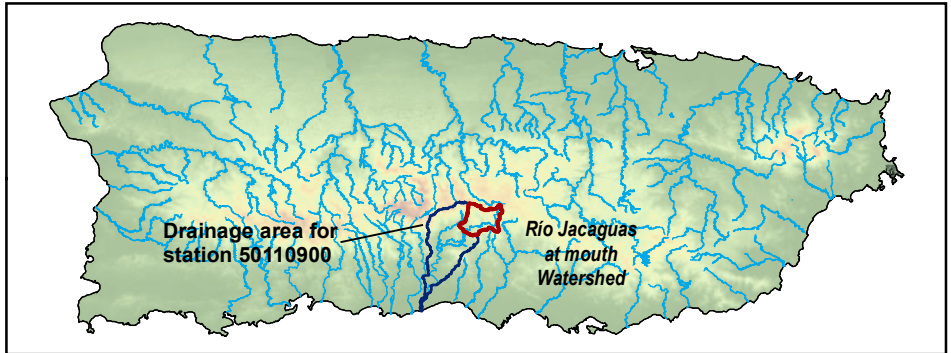 Drainage area for
station 50110900
Río Jacaguas
at mouth
Watershed